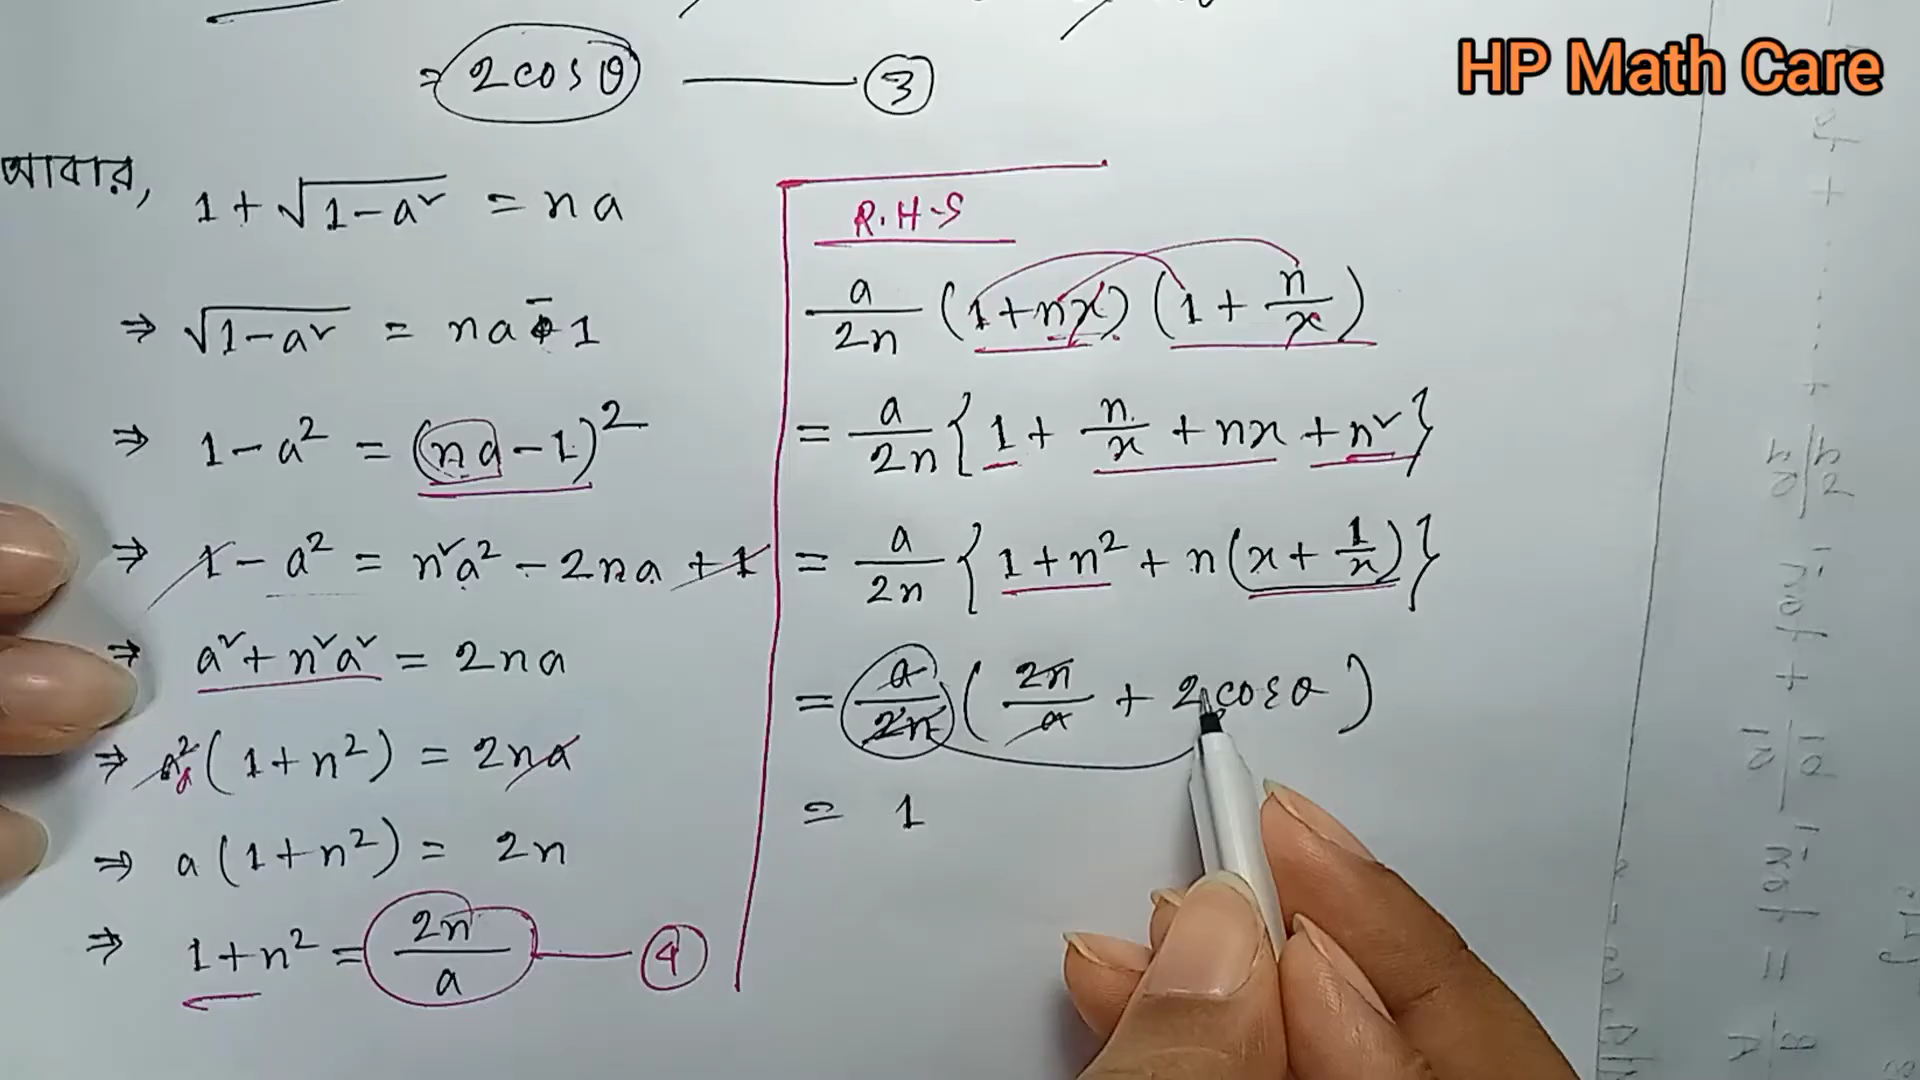 HP Math Care
= 2cosθ ——— ③
আবার,
1 + √(1-a²) = na
⇒ √(1-a²) = na - 1
⇒ 1 - a² = (na - 1)²
⇒ 1 - a² = n²a² - 2na + 1
⇒ a² + n²a² = 2na
⇒ a²(1+n²) = 2na
⇒ a(1+n²) = 2n
⇒ 1+n² = 2n/a —— ④
R.H.S
a/2n (1+nx) (1 + n/x)
= a/2n {1 + n/x + nx + n²}
= a/2n {1+n² + n(x + 1/x)}
= a/2n (2n/a + 2cosθ)
= 1